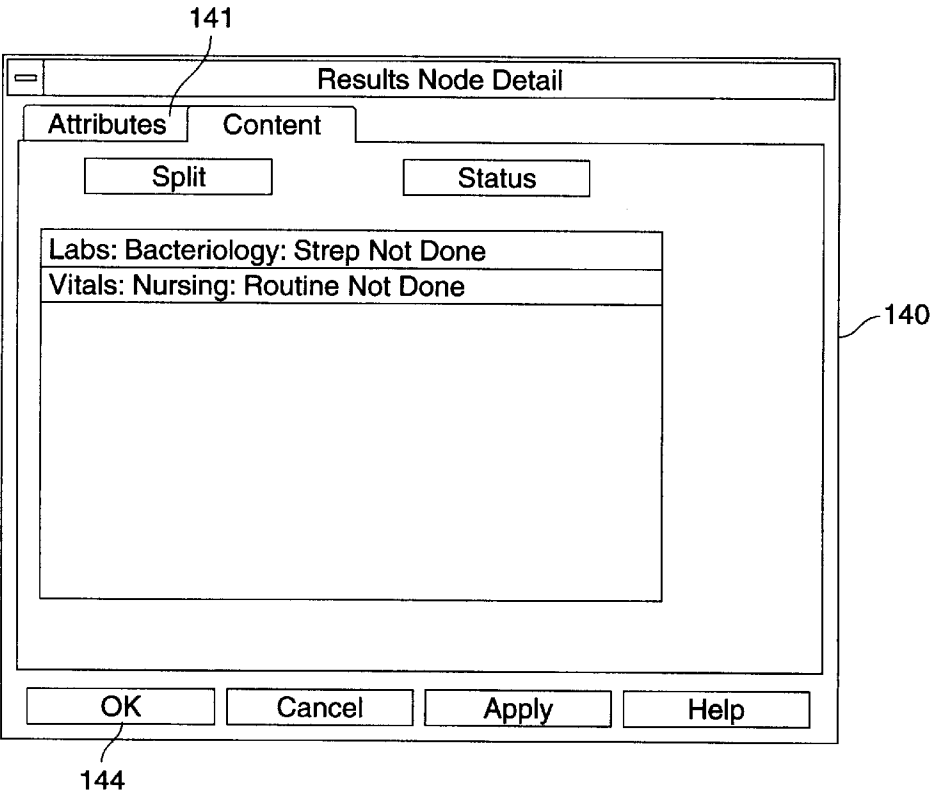 141
Results Node Detail
Attributes Content
Split Status
Labs: Bacteriology: Strep Not Done
Vitals: Nursing: Routine Not Done
140
OK Cancel Apply Help
144